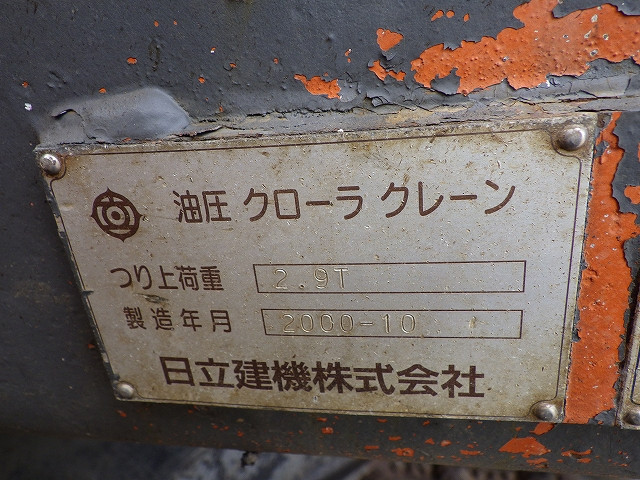 油圧 クローラ クレーン
つり上荷重 2.9T
製造年月 2000-10
日立建機株式会社